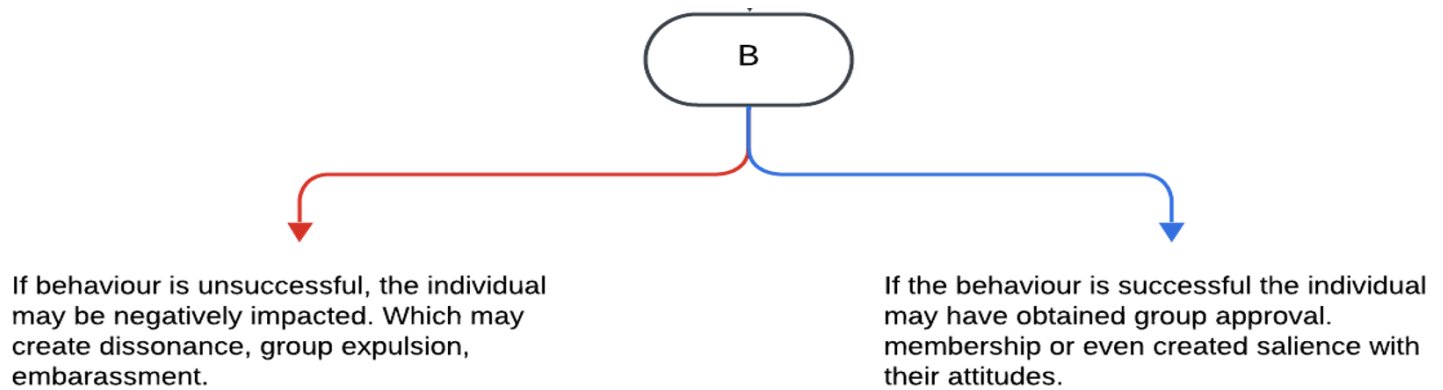 B
If behaviour is unsuccessful, the individual
may be negatively impacted. Which may
create dissonance, group expulsion,
embarassment.
If the behaviour is successful the individual
may have obtained group approval.
membership or even created salience with
their attitudes.